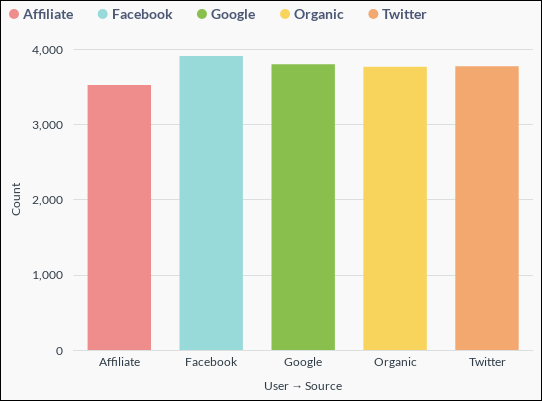 Affiliate Facebook Google Organic Twitter
4,000
3,000
2,000
1,000
0
Count
Affiliate Facebook Google Organic Twitter
User → Source